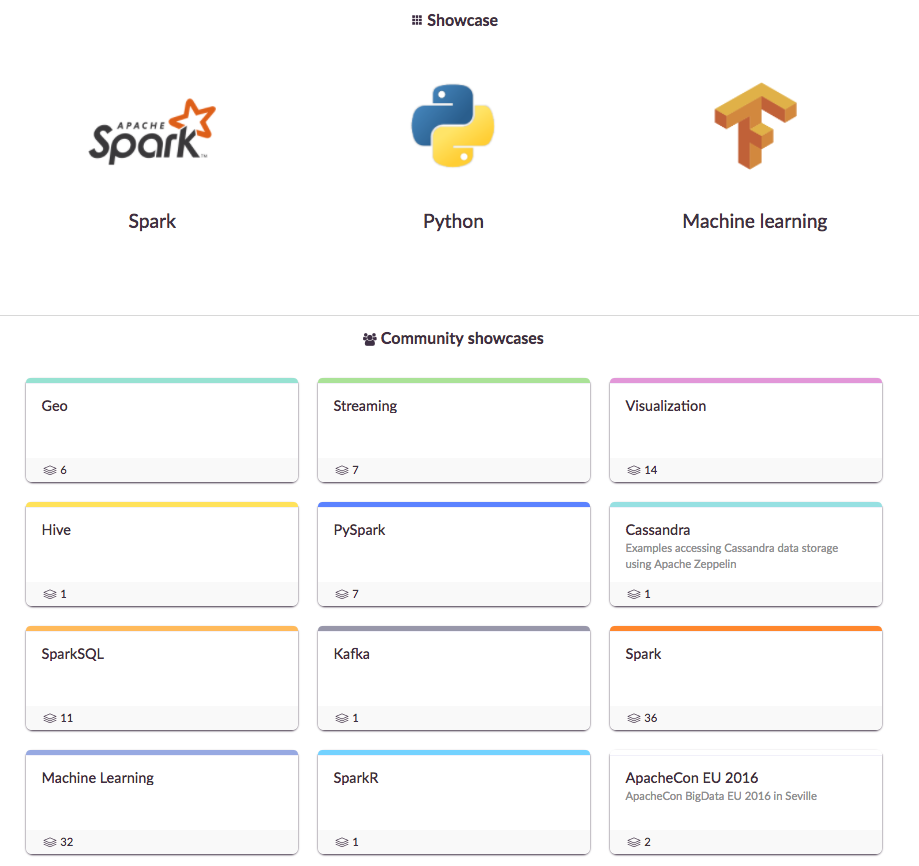 Showcase
APACHE
Spark™
Spark
Python
Machine learning
Community showcases
Geo
6
Streaming
7
Visualization
14
Hive
1
PySpark
7
Cassandra
Examples accessing Cassandra data storage
using Apache Zeppelin
1
SparkSQL
11
Kafka
1
Spark
36
Machine Learning
32
SparkR
1
ApacheCon EU 2016
ApacheCon BigData EU 2016 in Seville
2